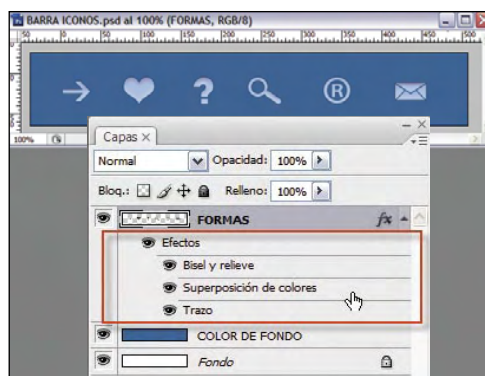 BARRA ICONOS.psd al 100% (FORMAS, RGB/8)
50 0 50 100 150 200 250 300 350 400 450 500
?
®
100%
Capas ×
Normal Opacidad: 100%
Bloq.: Relleno: 100%
FORMAS fx
Efectos
Bisel y relieve
Superposición de colores
Trazo
COLOR DE FONDO
Fondo